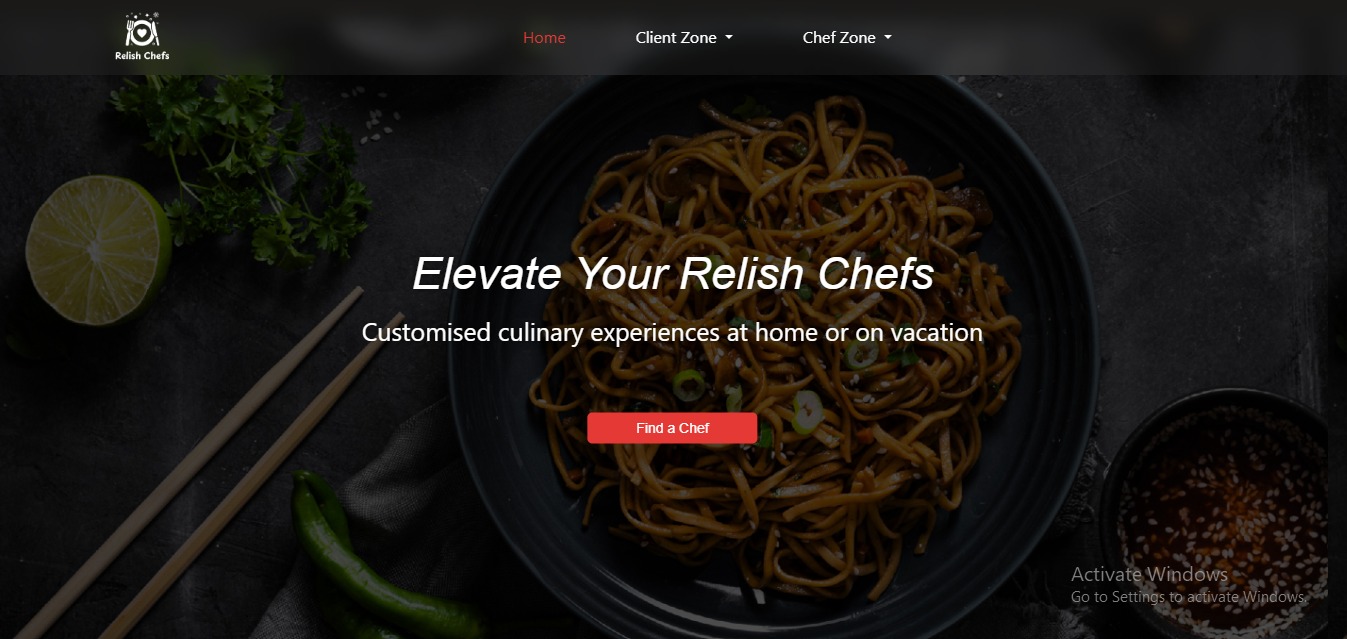 Relish Chefs
Home
Client Zone
Chef Zone
Elevate Your Relish Chefs
Customised culinary experiences at home or on vacation
Find a Chef
Activate Windows
Go to Settings to activate Windows.